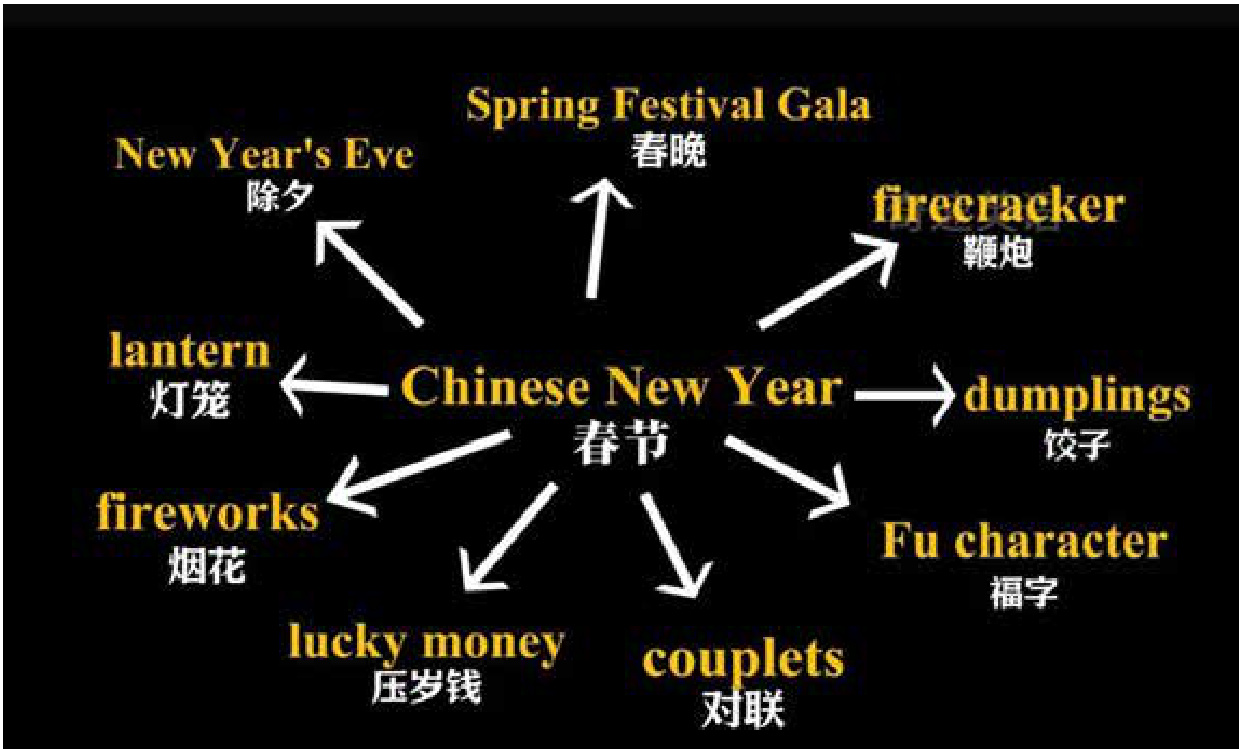 Spring Festival Gala
春晚
New Year's Eve
除夕
firecracker
鞭炮
lantern
灯笼
Chinese New Year
春节
dumplings
饺子
fireworks
烟花
Fu character
福字
lucky money
压岁钱
couplets
对联